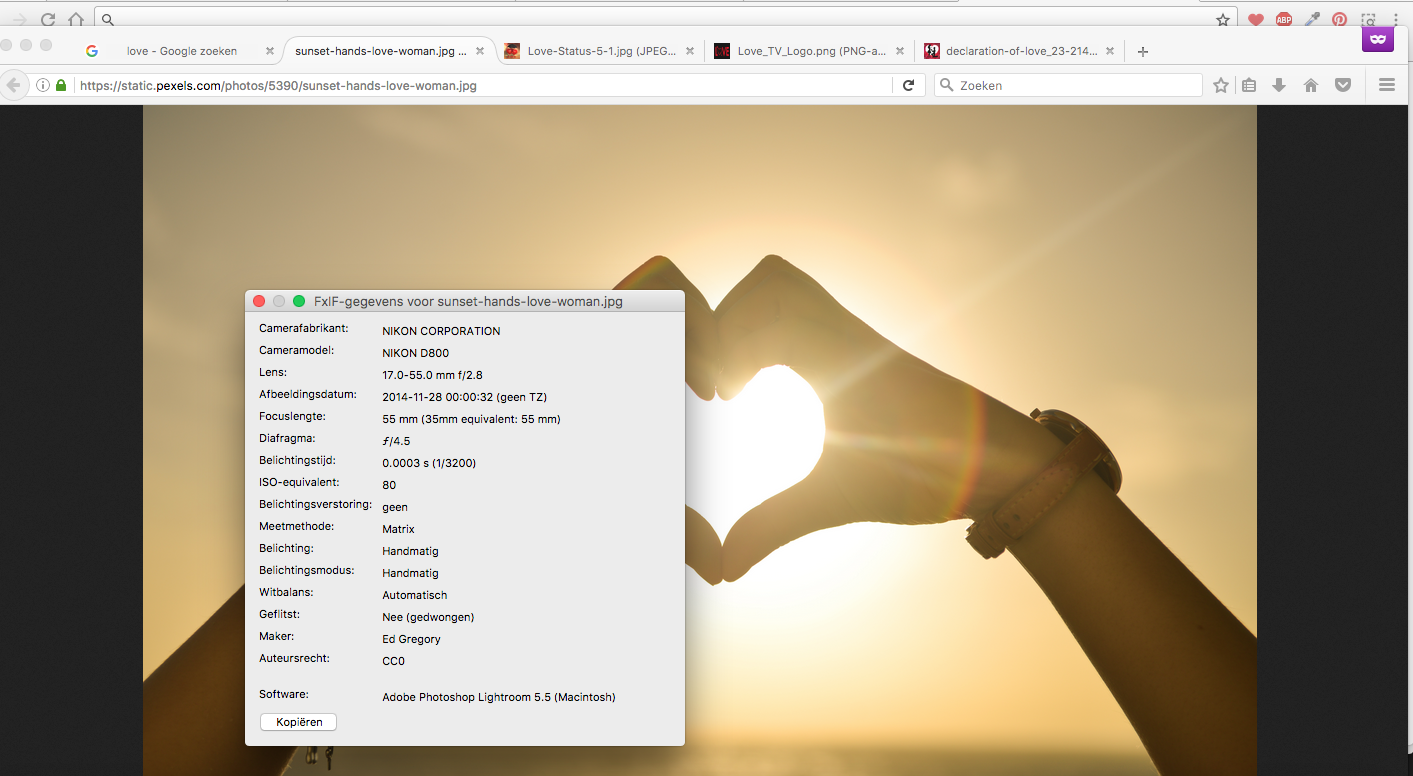 ABP
love - Google zoeken
sunset-hands-love-woman.jpg ...
Love-Status-5-1.jpg (JPEG...
Love_TV_Logo.png (PNG-a...
declaration-of-love_23-214...
https://static.pexels.com/photos/5390/sunset-hands-love-woman.jpg
Zoeken
FxIF-gegevens voor sunset-hands-love-woman.jpg
Camerafabrikant: NIKON CORPORATION
Cameramodel: NIKON D800
Lens: 17.0-55.0 mm f/2.8
Afbeeldingsdatum: 2014-11-28 00:00:32 (geen TZ)
Focuslengte: 55 mm (35mm equivalent: 55 mm)
Diafragma: ƒ/4.5
Belichtingstijd: 0.0003 s (1/3200)
ISO-equivalent: 80
Belichtingsverstoring: geen
Meetmethode: Matrix
Belichting: Handmatig
Belichtingsmodus: Handmatig
Witbalans: Automatisch
Geflitst: Nee (gedwongen)
Maker: Ed Gregory
Auteursrecht: CC0
Software: Adobe Photoshop Lightroom 5.5 (Macintosh)
Kopiëren